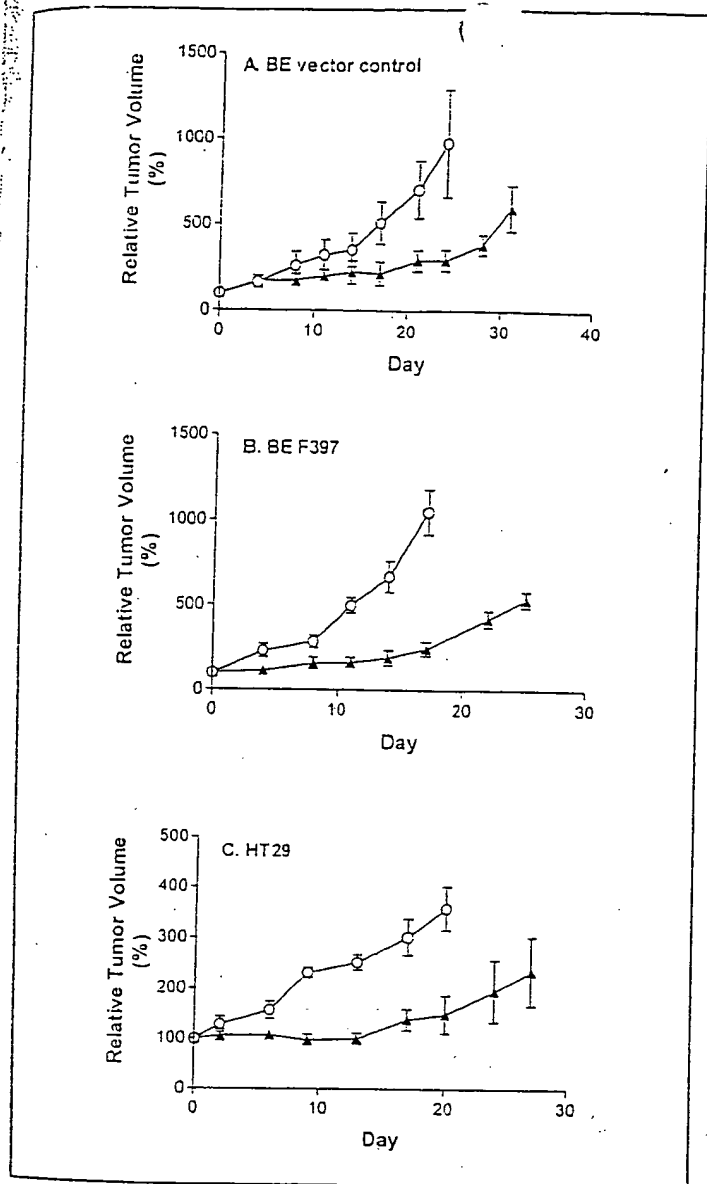 A. BE vector control
Relative Tumor Volume
(%)
1500
1000
500
0
0 10 20 30 40
Day
B. BE F397
Relative Tumor Volume
(%)
1500
1000
500
0
0 10 20 30
Day
C. HT29
Relative Tumor Volume
(%)
500
400
300
200
100
0
0 10 20 30
Day